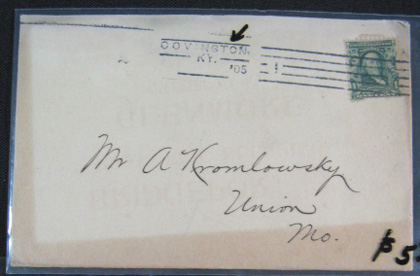 COVINGTON.
KY.
'05
Mr A Kromlowsky
Union
Mo.
$5